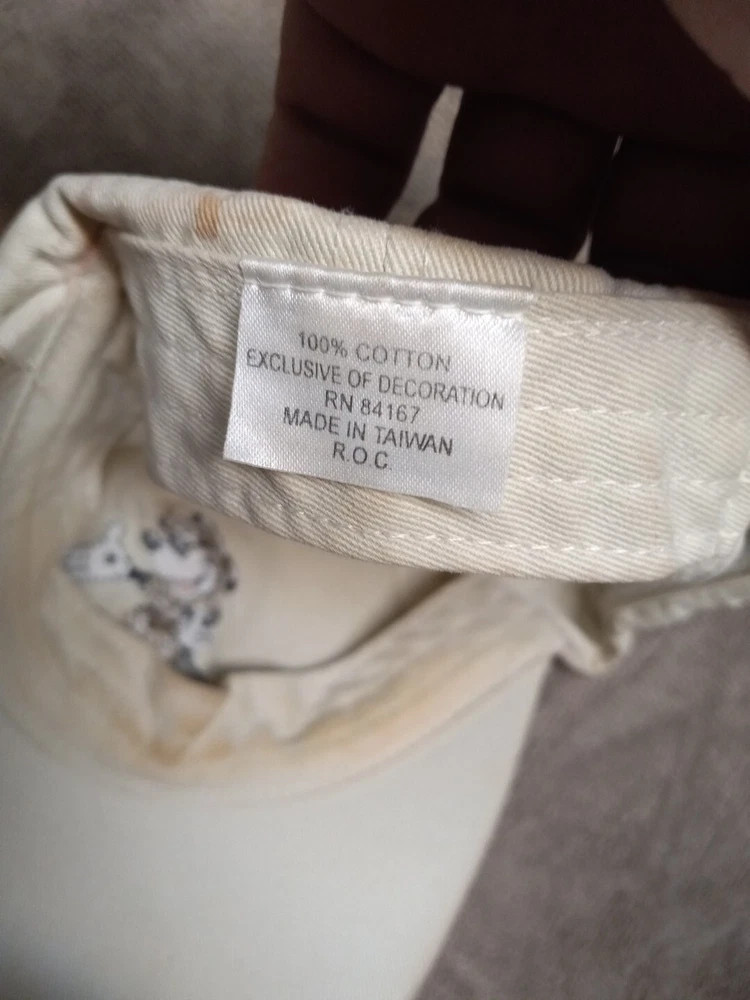 100% COTTON
EXCLUSIVE OF DECORATION
RN 84167
MADE IN TAIWAN
R.O.C.